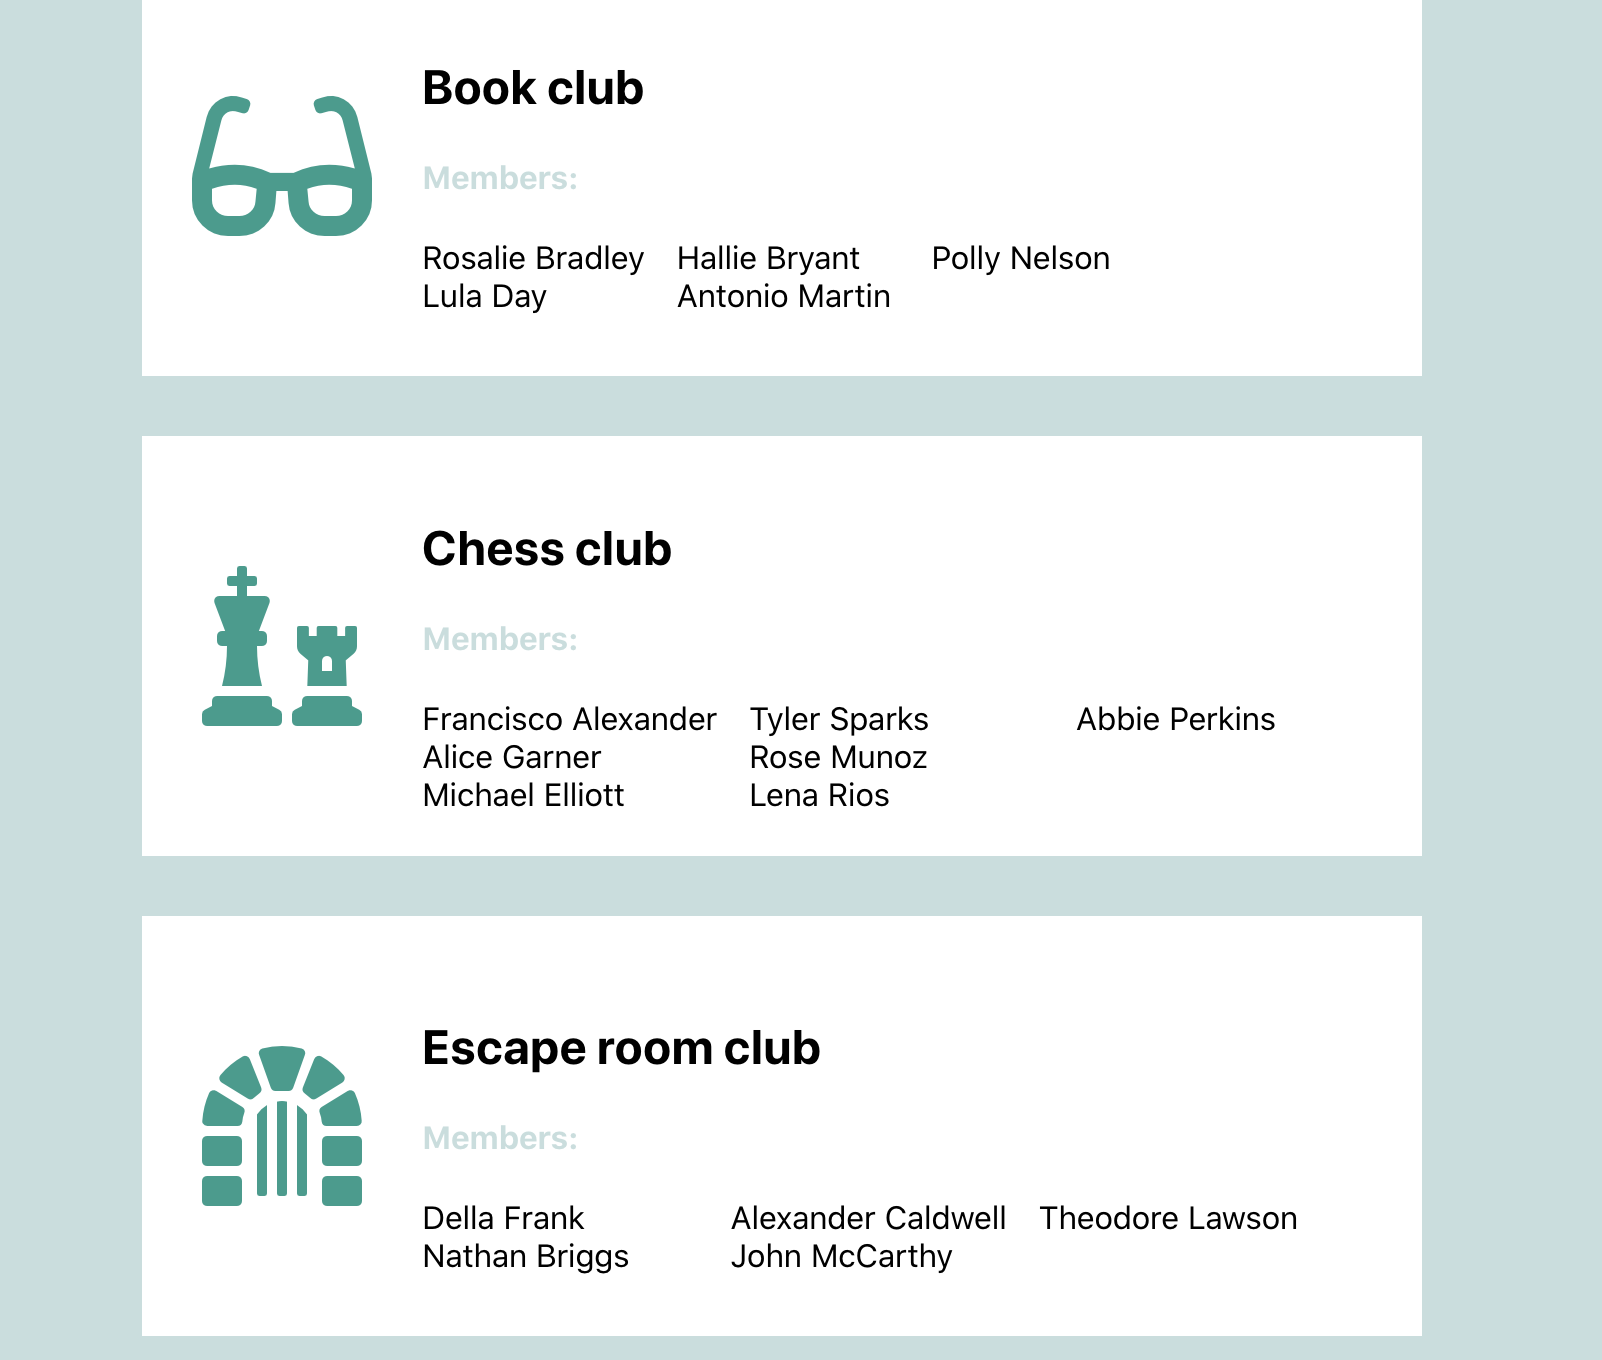 Book club
Members:
Rosalie Bradley Hallie Bryant Polly Nelson
Lula Day Antonio Martin
Chess club
Members:
Francisco Alexander Tyler Sparks Abbie Perkins
Alice Garner Rose Munoz
Michael Elliott Lena Rios
Escape room club
Members:
Della Frank Alexander Caldwell Theodore Lawson
Nathan Briggs John McCarthy